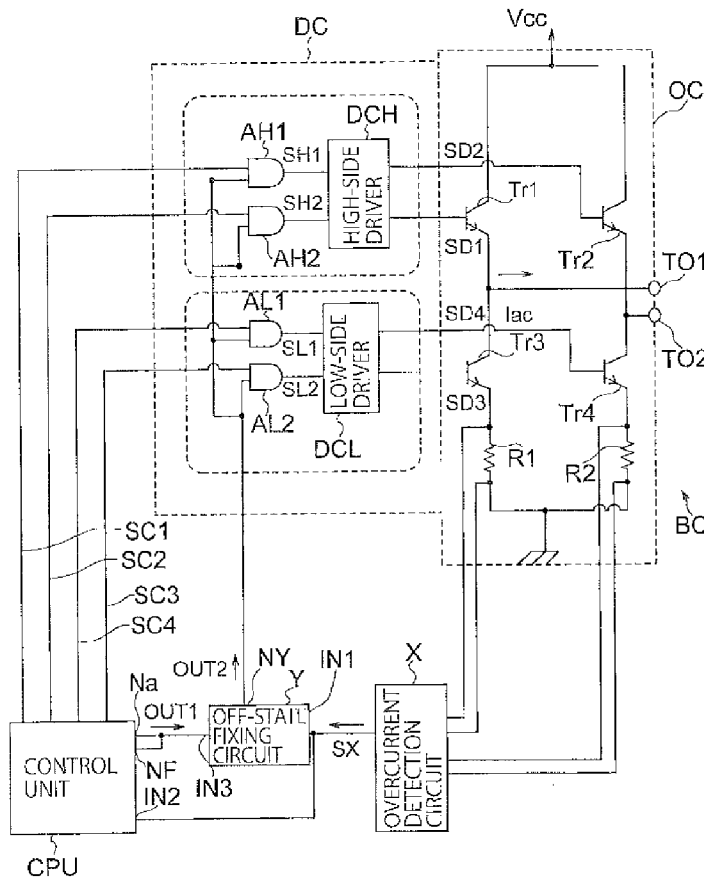 DC
Vcc
OC
DCH
AH1
SH1
SD2
HIGH-SIDE
DRIVER
Tr1
SH2
AH2
SD1
Tr2
TO1
AL1
SD4
Iac
SL1
Tr3
TO2
LOW-SIDE
DRIVER
SL2
AL2
SD3
Tr4
DCL
R1
R2
SC1
BC
SC2
SC3
SC4
X
OUT2
NY
Y
IN1
Na
OUT1
OFF-STATE
FIXING
CIRCUIT
SX
OVERCURRENT
DETECTION
CIRCUIT
CONTROL
UNIT
NF
IN3
IN2
CPU